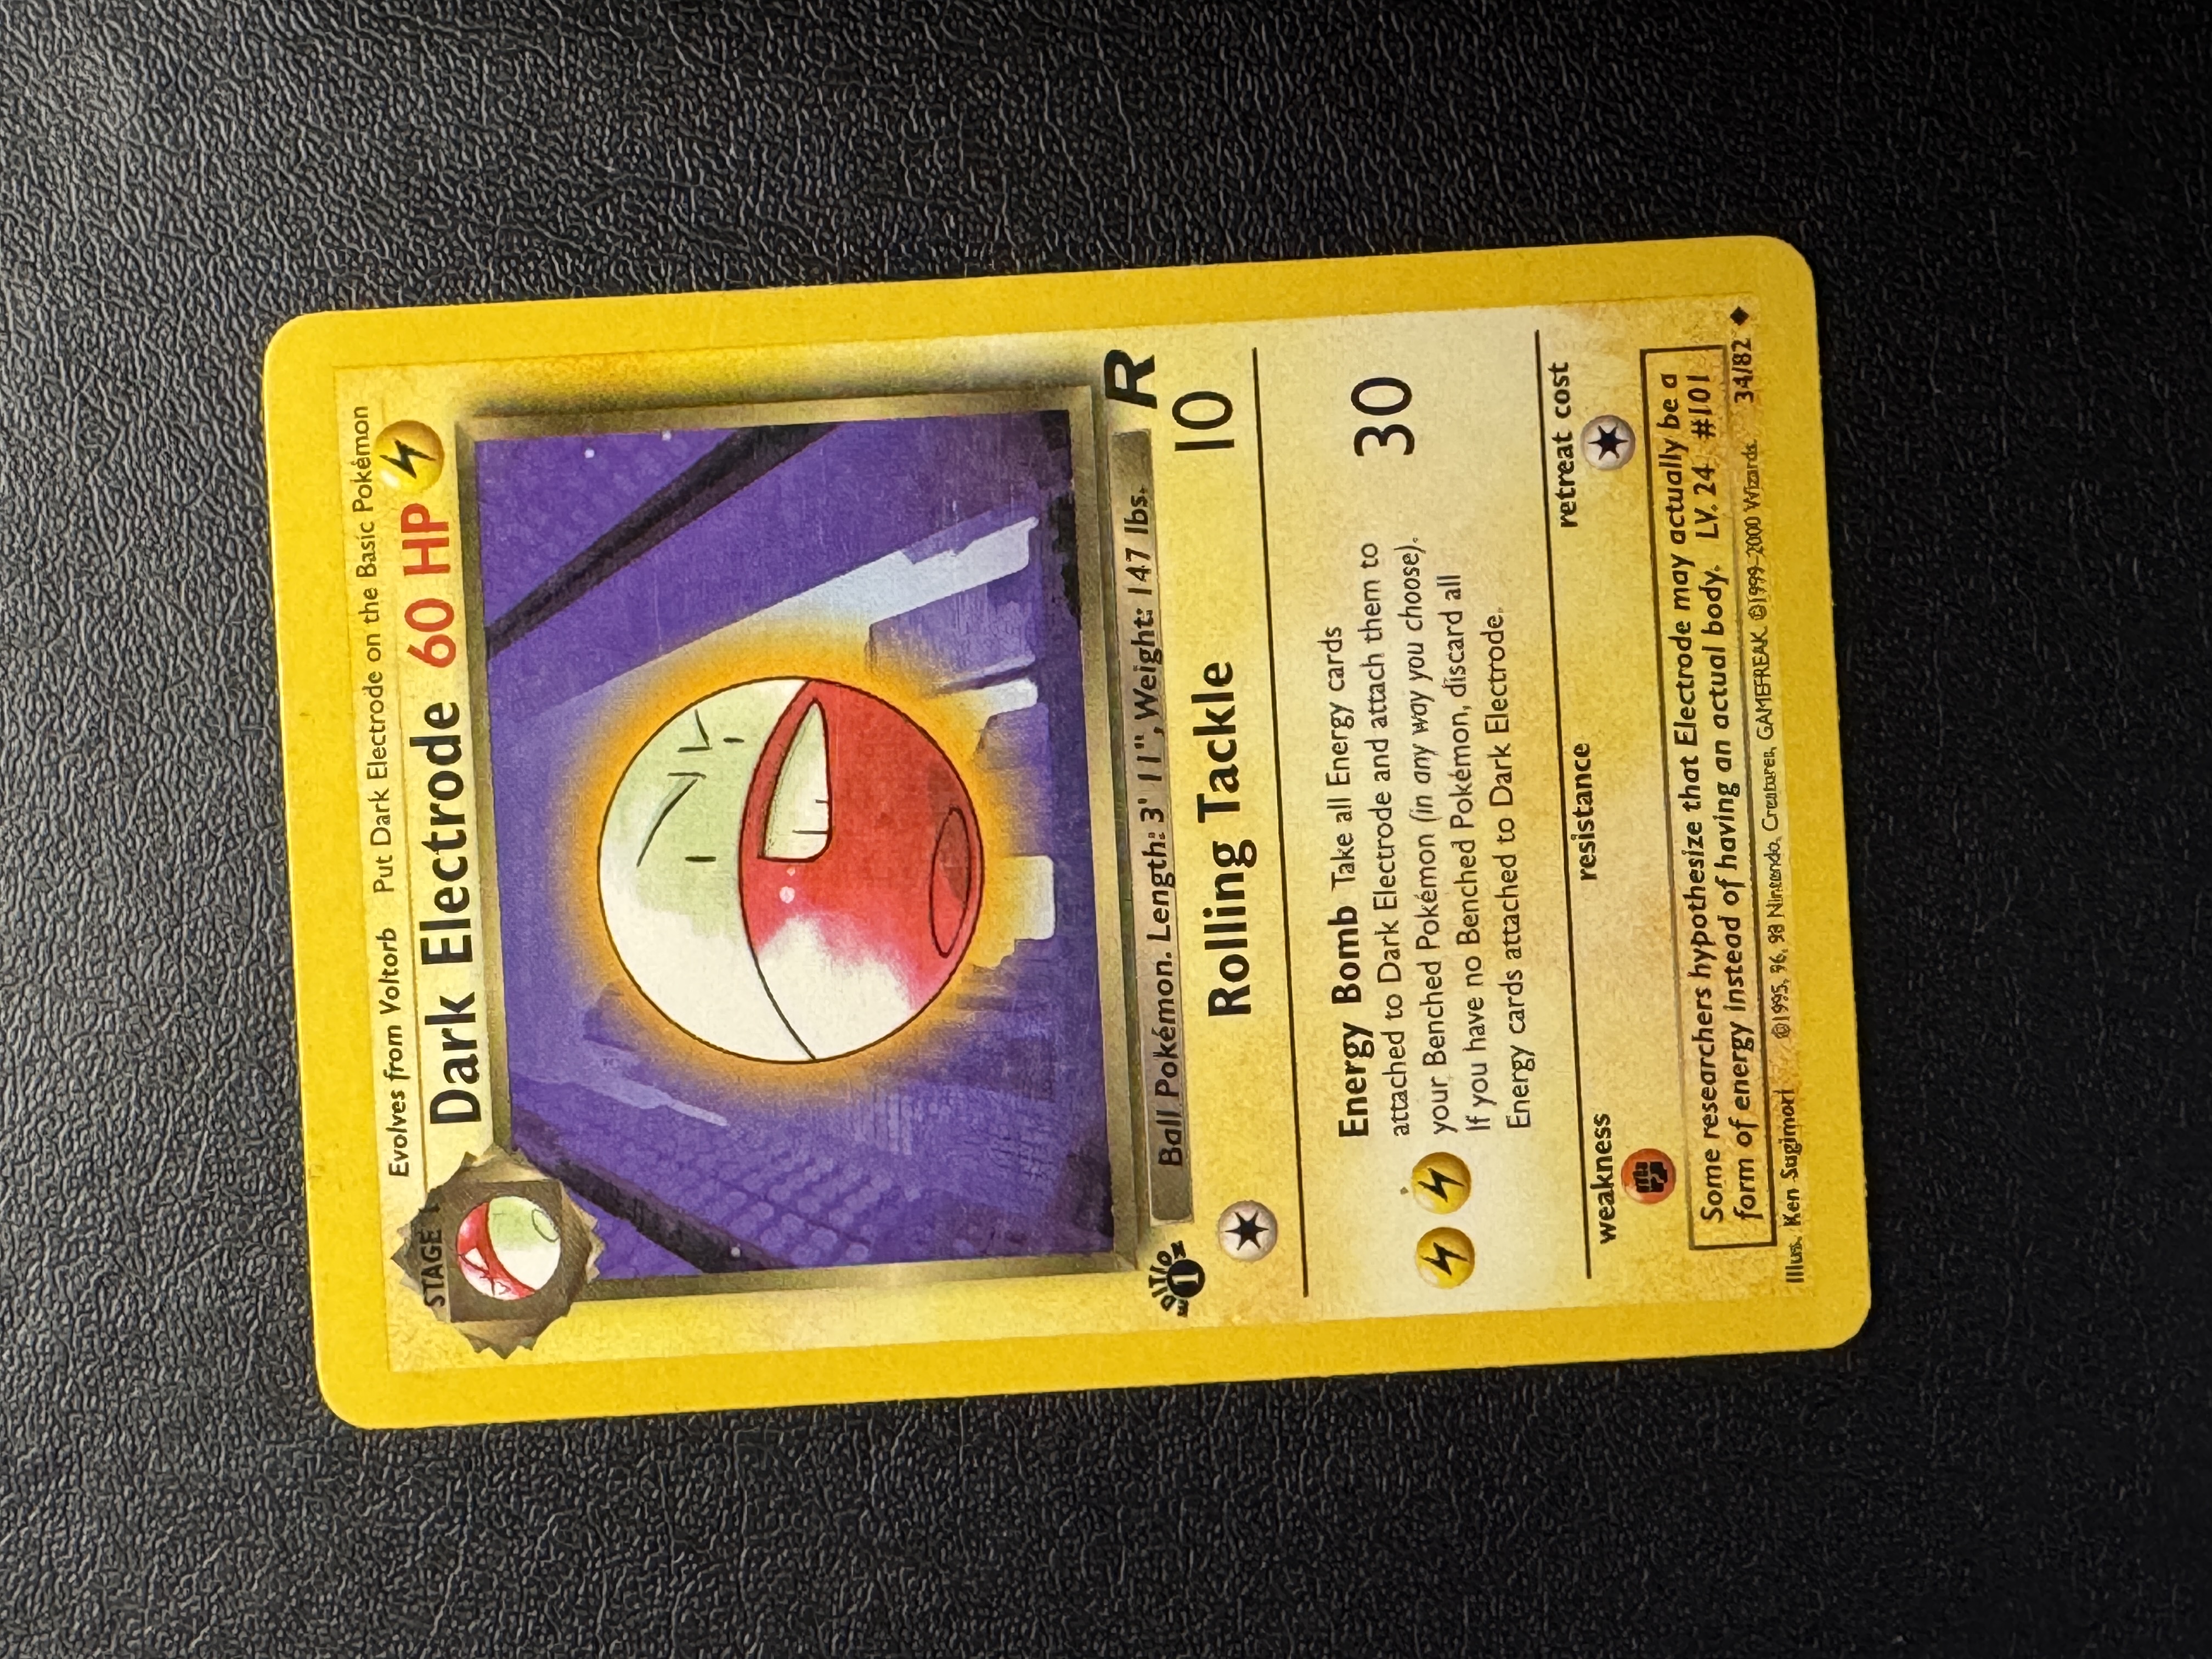 Evolves from Voltorb Put Dark Electrode on the Basic Pokémon
STAGE 1
Dark Electrode 60 HP
Ball Pokémon. Length: 3' 11", Weight: 147 lbs.
EDITION
1
R
Rolling Tackle 10
Energy Bomb Take all Energy cards
attached to Dark Electrode and attach them to
your Benched Pokémon (in any way you choose).
If you have no Benched Pokémon, discard all
Energy cards attached to Dark Electrode.
30
weakness resistance retreat cost
Some researchers hypothesize that Electrode may actually be a
form of energy instead of having an actual body. LV. 24 #101
Illus. Ken Sugimori ©1995, 96, 98 Nintendo, Creatures, GAMEFREAK. ©1999-2000 Wizards. 34/82